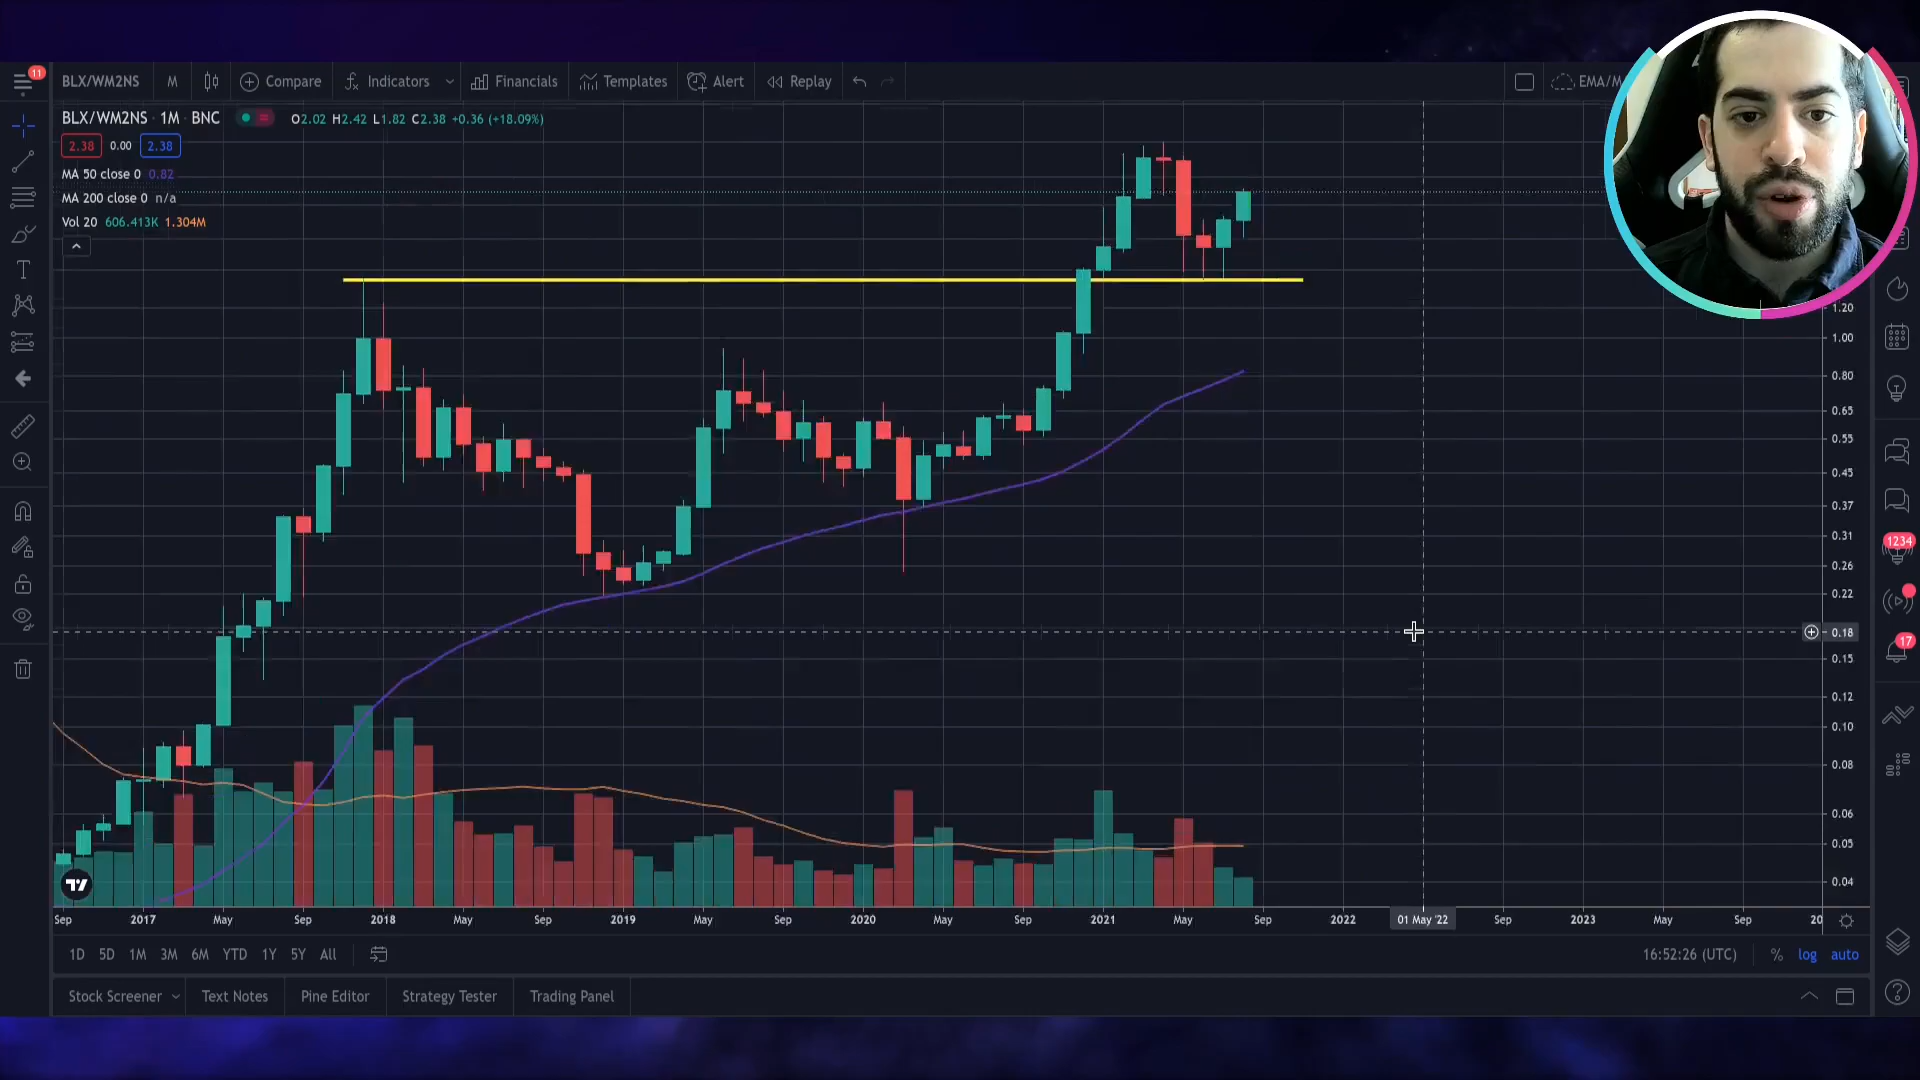 11
BLX/WM2NS M Compare Indicators Financials Templates Alert Replay
BLX/WM2NS · 1M · BNC O2.02 H2.42 L1.82 C2.38 +0.36 (+18.09%)
2.38 0.00 2.38
MA 50 close 0 0.82
MA 200 close 0 n/a
Vol 20 606.413K 1.304M
1.20
1.00
0.80
0.65
0.55
0.45
0.37
0.31
0.26
0.22
0.18
0.15
0.12
0.10
0.08
0.06
0.05
0.04
1234
17
Sep 2017 May Sep 2018 May Sep 2019 May Sep 2020 May Sep 2021 May Sep 2022 01 May '22 Sep 2023 May Sep 20
1D 5D 1M 3M 6M YTD 1Y 5Y All 16:52:26 (UTC) % log auto
Stock Screener Text Notes Pine Editor Strategy Tester Trading Panel